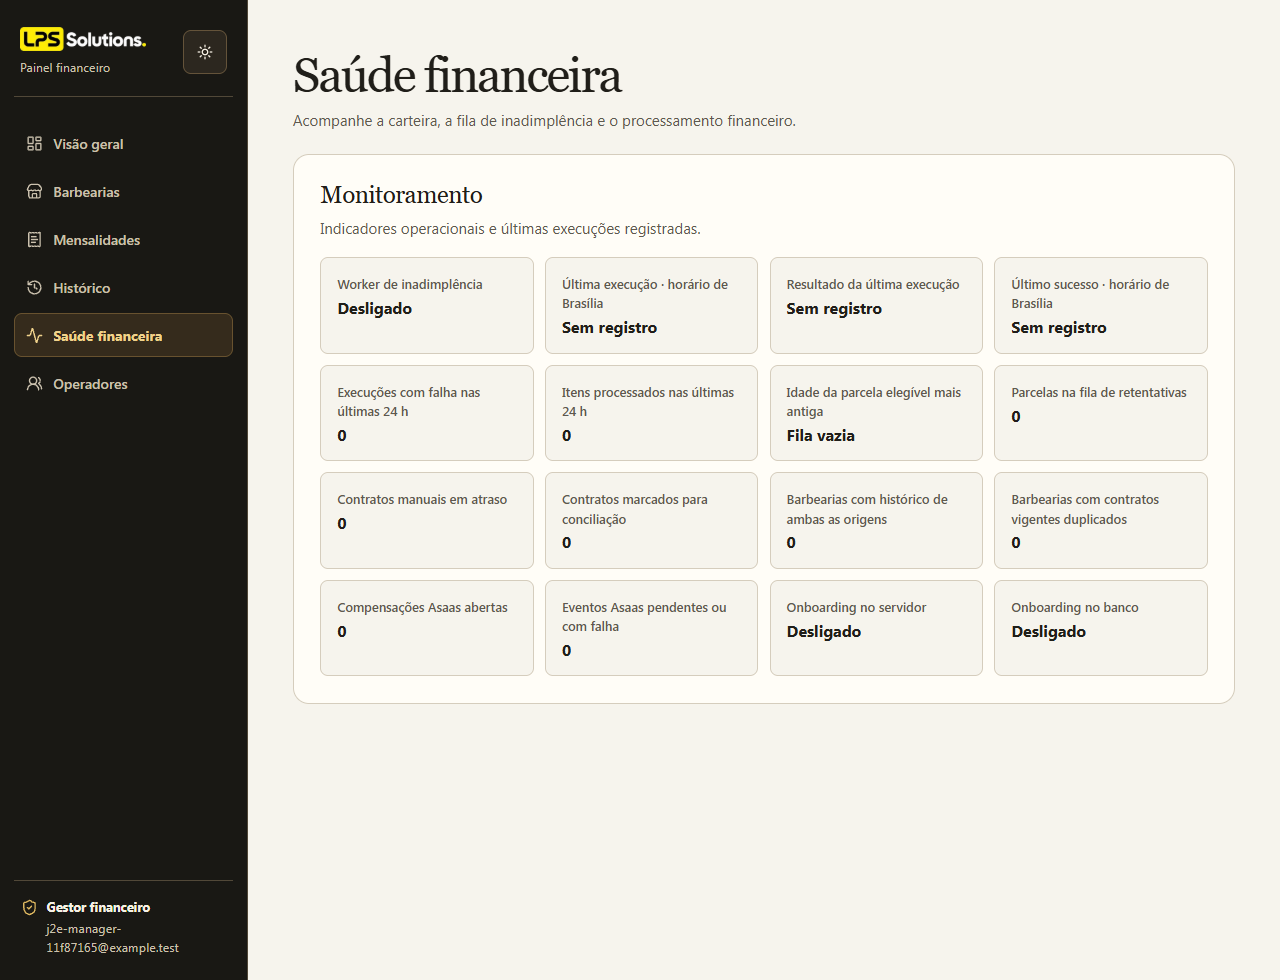 LPS Solutions.
Painel financeiro
Visão geral
Barbearias
Mensalidades
Histórico
Saúde financeira
Operadores
Gestor financeiro
j2e-manager-
11f87165@example.test
Saúde financeira
Acompanhe a carteira, a fila de inadimplência e o processamento financeiro.
Monitoramento
Indicadores operacionais e últimas execuções registradas.
Worker de inadimplência
Desligado
Última execução · horário de
Brasília
Sem registro
Resultado da última execução
Sem registro
Último sucesso · horário de
Brasília
Sem registro
Execuções com falha nas
últimas 24 h
0
Itens processados nas últimas
24 h
0
Idade da parcela elegível mais
antiga
Fila vazia
Parcelas na fila de retentativas
0
Contratos manuais em atraso
0
Contratos marcados para
conciliação
0
Barbearias com histórico de
ambas as origens
0
Barbearias com contratos
vigentes duplicados
0
Compensações Asaas abertas
0
Eventos Asaas pendentes ou
com falha
0
Onboarding no servidor
Desligado
Onboarding no banco
Desligado